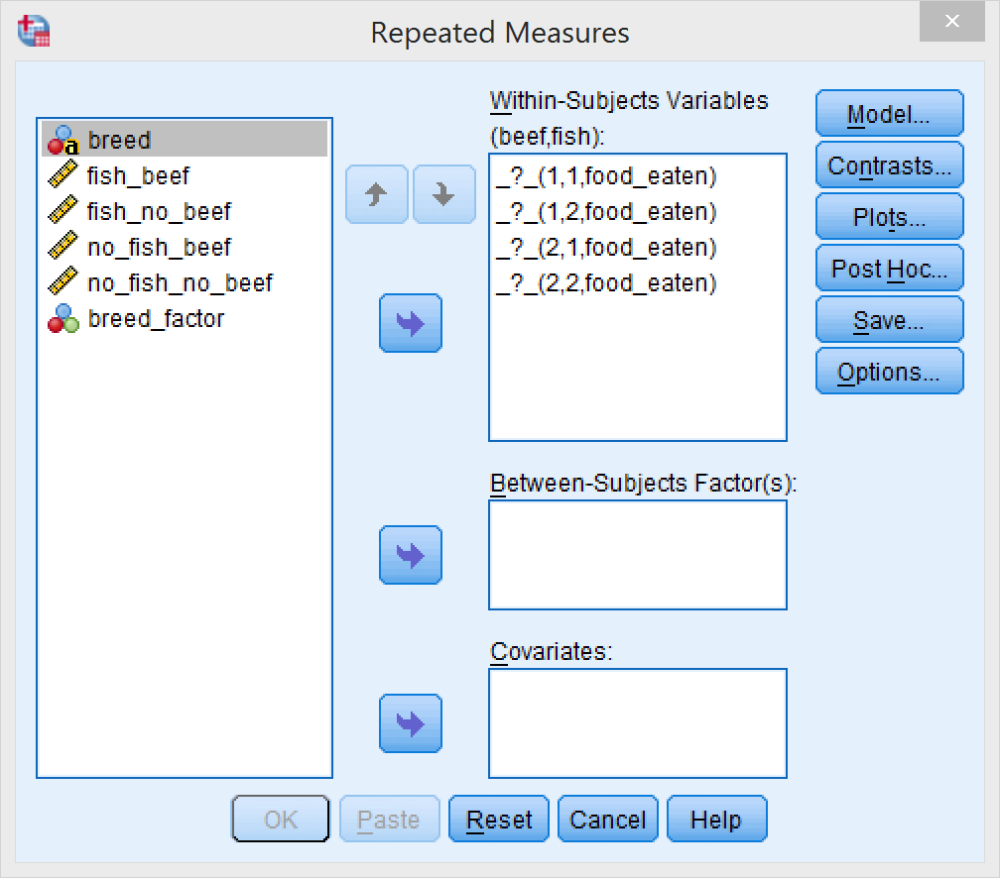 Repeated Measures
breed
fish_beef
fish_no_beef
no_fish_beef
no_fish_no_beef
breed_factor
Within-Subjects Variables
(beef,fish):
_?_(1,1,food_eaten)
_?_(1,2,food_eaten)
_?_(2,1,food_eaten)
_?_(2,2,food_eaten)
Between-Subjects Factor(s):
Covariates:
Model...
Contrasts...
Plots...
Post Hoc...
Save...
Options...
OK
Paste
Reset
Cancel
Help